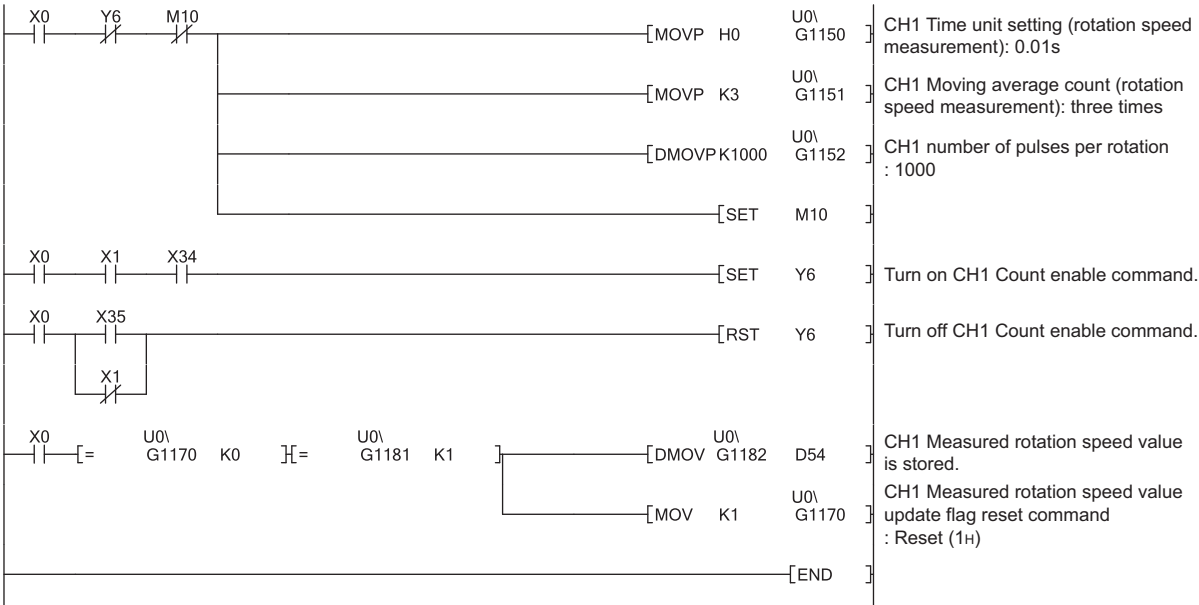 X0 Y6 M10 [MOVP H0 U0\ G1150 ] CH1 Time unit setting (rotation speed
measurement): 0.01s
[MOVP K3 U0\ G1151 ] CH1 Moving average count (rotation
speed measurement): three times
[DMOVP K1000 U0\ G1152 ] CH1 number of pulses per rotation
: 1000
[SET M10 ]
X0 X1 X34 [SET Y6 ] Turn on CH1 Count enable command.
X0 X35 [RST Y6 ] Turn off CH1 Count enable command.
X1
X0 [= U0\ G1170 K0 ][= U0\ G1181 K1 ] [DMOV U0\ G1182 D54 ] CH1 Measured rotation speed value
is stored.
[MOV K1 U0\ G1170 ] CH1 Measured rotation speed value
update flag reset command
: Reset (1H)
[END ]